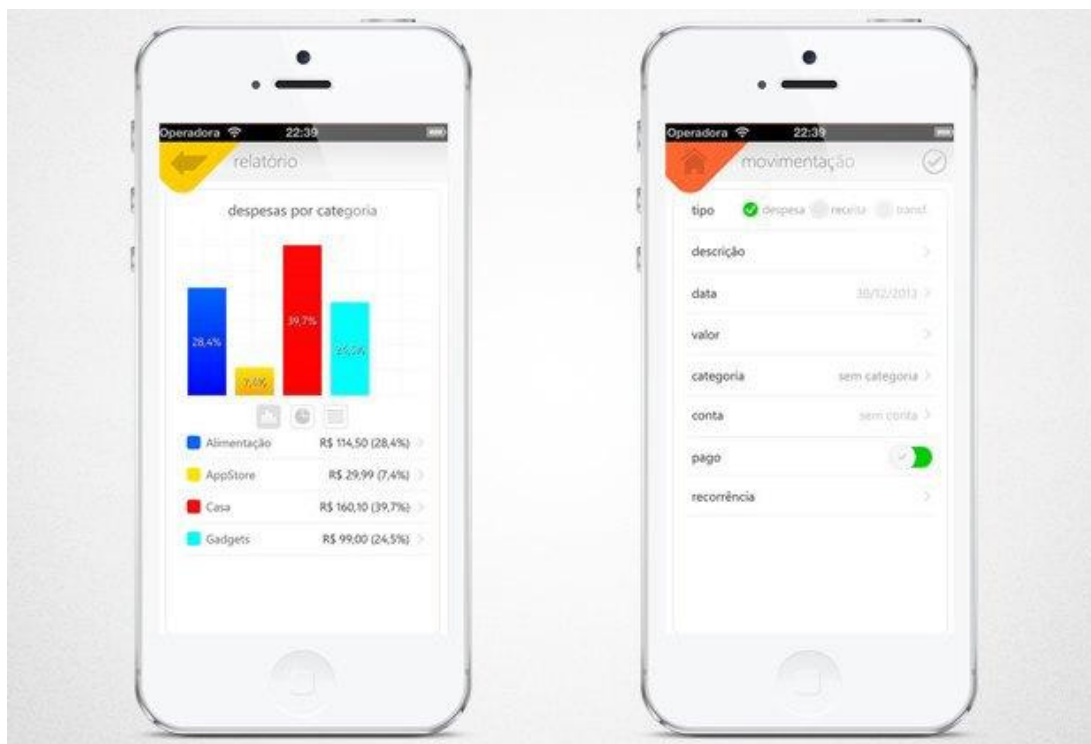 Operadora 22:39
relatório
despesas por categoria
39,7%
28,4%
24,5%
7,4%
Alimentação R$ 114,50 (28,4%)
AppStore R$ 29,99 (7,4%)
Casa R$ 160,10 (39,7%)
Gadgets R$ 99,00 (24,5%)
Operadora 22:39
movimentação
tipo despesa receita transf.
descrição
data 30/12/2013
valor
categoria sem categoria
conta sem conta
pago
recorrência